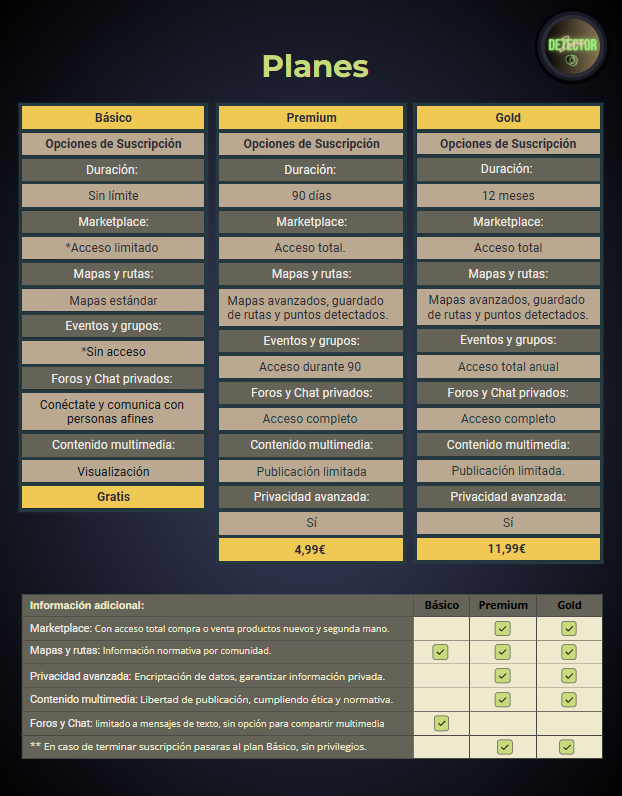 DETECTOR
Planes
Básico
Opciones de Suscripción
Duración:
Sin límite
Marketplace:
*Acceso limitado
Mapas y rutas:
Mapas estándar
Eventos y grupos:
*Sin acceso
Foros y Chat privados:
Conéctate y comunica con
personas afines
Contenido multimedia:
Visualización
Gratis
Premium
Opciones de Suscripción
Duración:
90 días
Marketplace:
Acceso total.
Mapas y rutas:
Mapas avanzados, guardado
de rutas y puntos detectados.
Eventos y grupos:
Acceso durante 90
Foros y Chat privados:
Acceso completo
Contenido multimedia:
Publicación limitada
Privacidad avanzada:
Sí
4,99€
Gold
Opciones de Suscripción
Duración:
12 meses
Marketplace:
Acceso total
Mapas y rutas:
Mapas avanzados, guardado
de rutas y puntos detectados.
Eventos y grupos:
Acceso total anual
Foros y Chat privados:
Acceso completo
Contenido multimedia:
Publicación limitada.
Privacidad avanzada:
Sí
11,99€
Información adicional: Básico Premium Gold
Marketplace: Con acceso total compra o venta productos nuevos y segunda mano.
Mapas y rutas: Información normativa por comunidad.
Privacidad avanzada: Encriptación de datos, garantizar información privada.
Contenido multimedia: Libertad de publicación, cumpliendo ética y normativa.
Foros y Chat: limitado a mensajes de texto, sin opción para compartir multimedia
** En caso de terminar suscripción pasaras al plan Básico, sin privilegios.